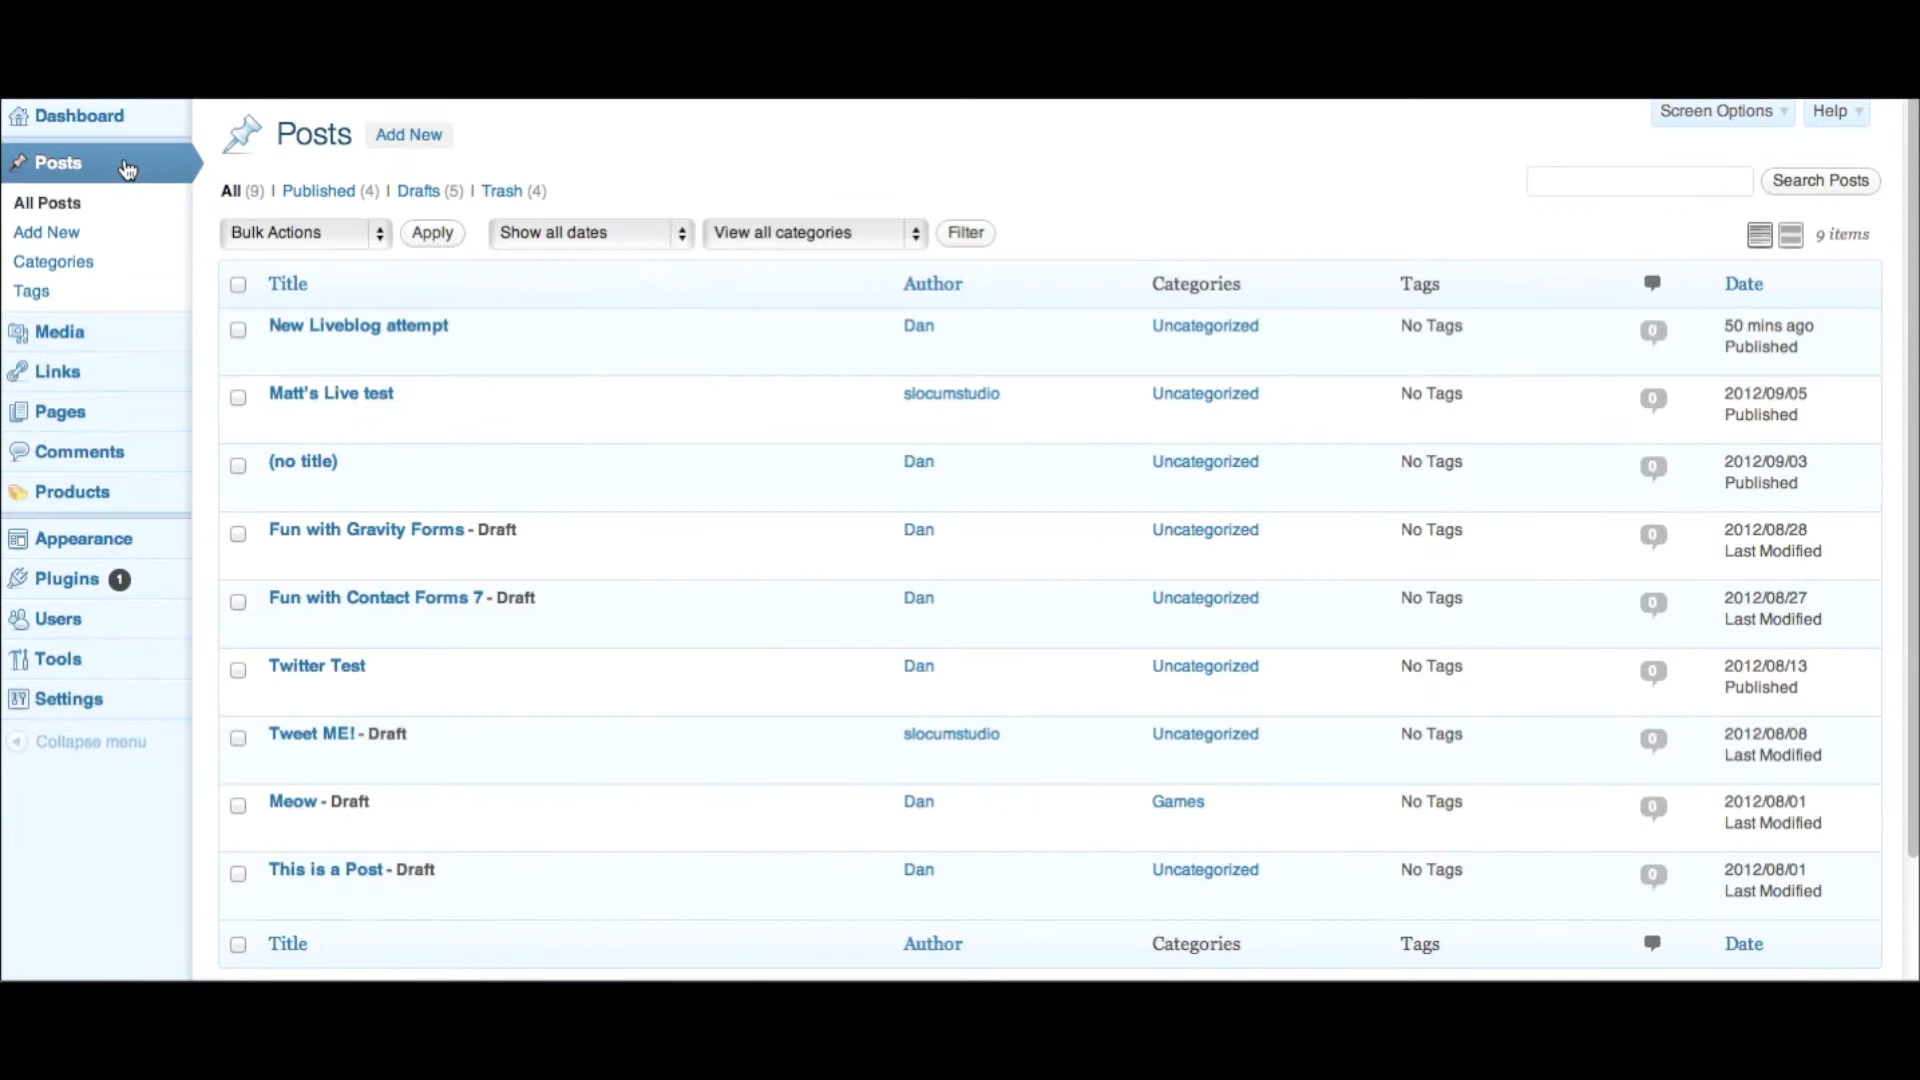 Dashboard
Posts
All Posts
Add New
Categories
Tags
Media
Links
Pages
Comments
Products
Appearance
Plugins 1
Users
Tools
Settings
Collapse menu
Screen Options Help
Posts Add New
All (9) | Published (4) | Drafts (5) | Trash (4)
Search Posts
Bulk Actions Apply Show all dates View all categories Filter 9 items
Title Author Categories Tags Date
New Liveblog attempt Dan Uncategorized No Tags 0 50 mins ago
Published
Matt's Live test slocumstudio Uncategorized No Tags 0 2012/09/05
Published
(no title) Dan Uncategorized No Tags 0 2012/09/03
Published
Fun with Gravity Forms - Draft Dan Uncategorized No Tags 0 2012/08/28
Last Modified
Fun with Contact Forms 7 - Draft Dan Uncategorized No Tags 0 2012/08/27
Last Modified
Twitter Test Dan Uncategorized No Tags 0 2012/08/13
Published
Tweet ME! - Draft slocumstudio Uncategorized No Tags 0 2012/08/08
Last Modified
Meow - Draft Dan Games No Tags 0 2012/08/01
Last Modified
This is a Post - Draft Dan Uncategorized No Tags 0 2012/08/01
Last Modified
Title Author Categories Tags Date